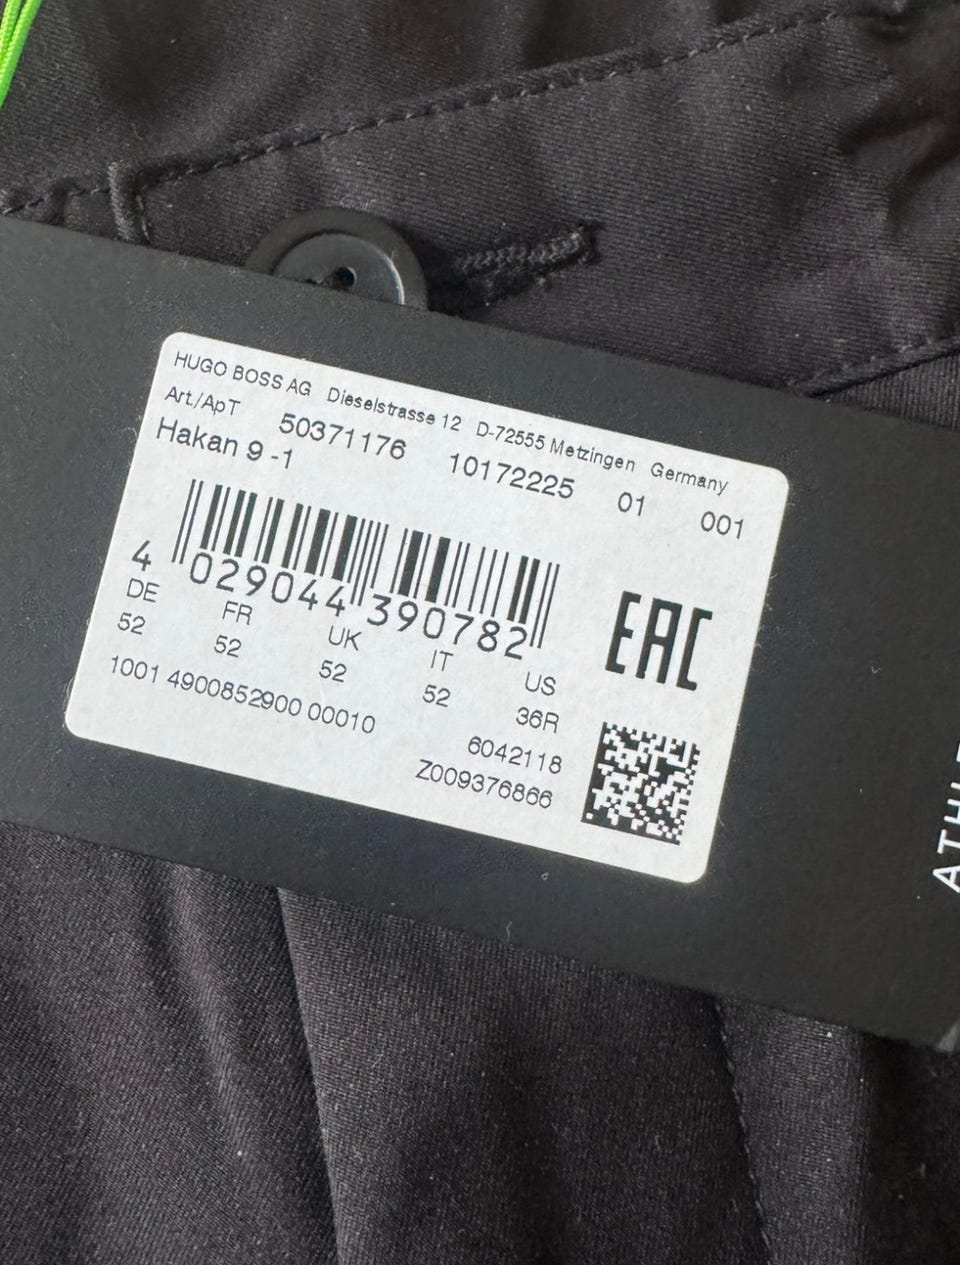 HUGO BOSS AG Dieselstrasse 12 D-72555 Metzingen Germany
Art./ApT 50371176 10172225 01 001
Hakan 9 -1
4 029044 390782
EAC
DE FR UK IT US
52 52 52 52 36R
1001 4900852900 00010 6042118
Z009376866